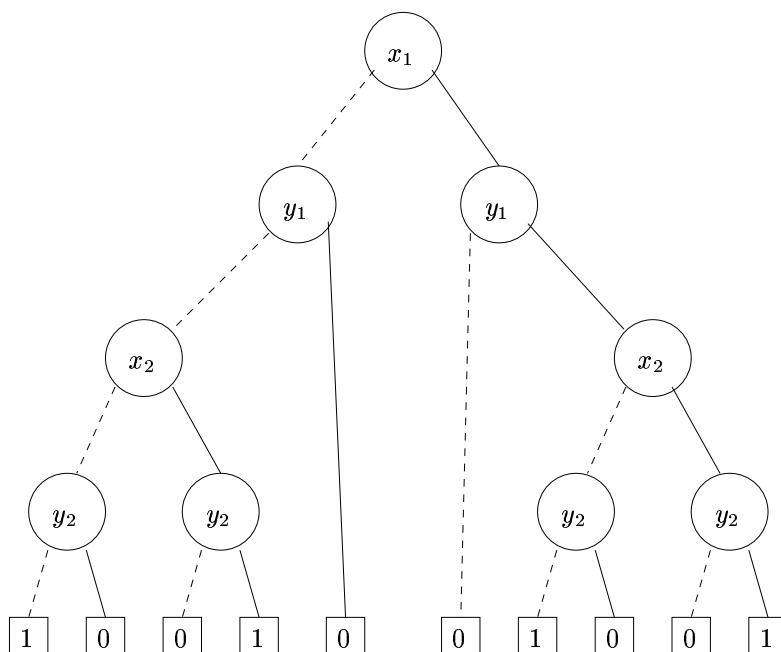 x₁
y₁ y₁
x₂ x₂
y₂ y₂ y₂ y₂
1 0 0 1 0 0 1 0 0 1